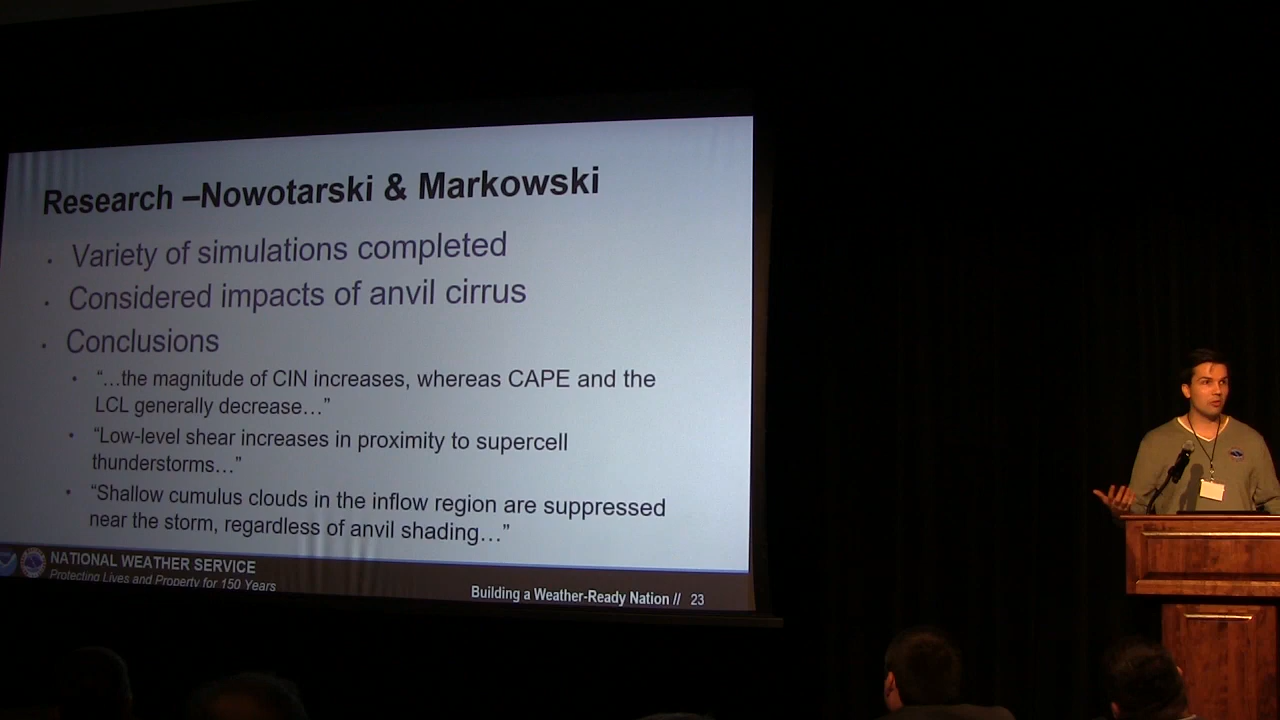 Research –Nowotarski & Markowski
· Variety of simulations completed
· Considered impacts of anvil cirrus
· Conclusions
· “…the magnitude of CIN increases, whereas CAPE and the
LCL generally decrease…”
· “Low-level shear increases in proximity to supercell
thunderstorms…”
· “Shallow cumulus clouds in the inflow region are suppressed
near the storm, regardless of anvil shading…”
NATIONAL WEATHER SERVICE
Protecting Lives and Property for 150 Years
Building a Weather-Ready Nation // 23